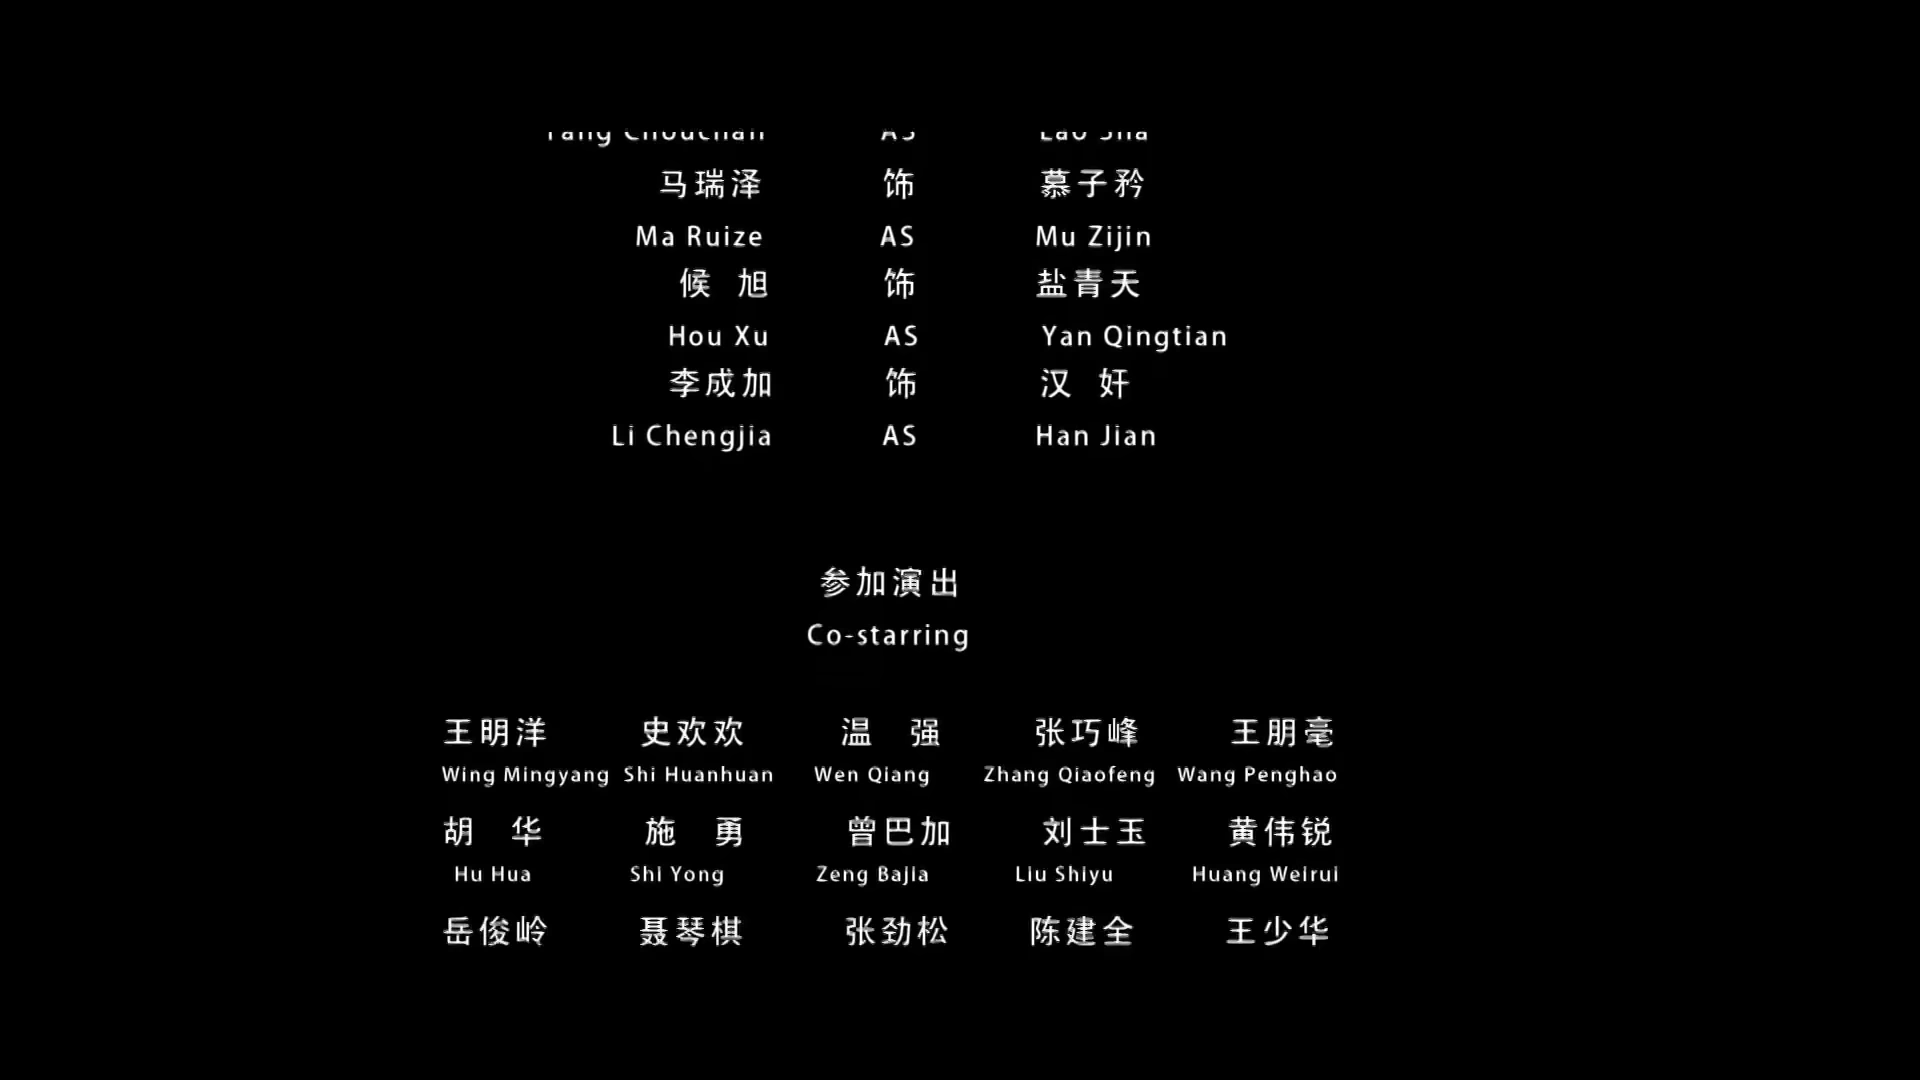 AS Lao Sha
马瑞泽 饰 慕子矜
Ma Ruize AS Mu Zijin
候 旭 饰 盐青天
Hou Xu AS Yan Qingtian
李成加 饰 汉 奸
Li Chengjia AS Han Jian
参加演出
Co-starring
王明洋 史欢欢 温 强 张巧峰 王朋毫
Wing Mingyang Shi Huanhuan Wen Qiang Zhang Qiaofeng Wang Penghao
胡 华 施 勇 曾巴加 刘士玉 黄伟锐
Hu Hua Shi Yong Zeng Bajia Liu Shiyu Huang Weirui
岳俊岭 聂琴棋 张劲松 陈建全 王少华